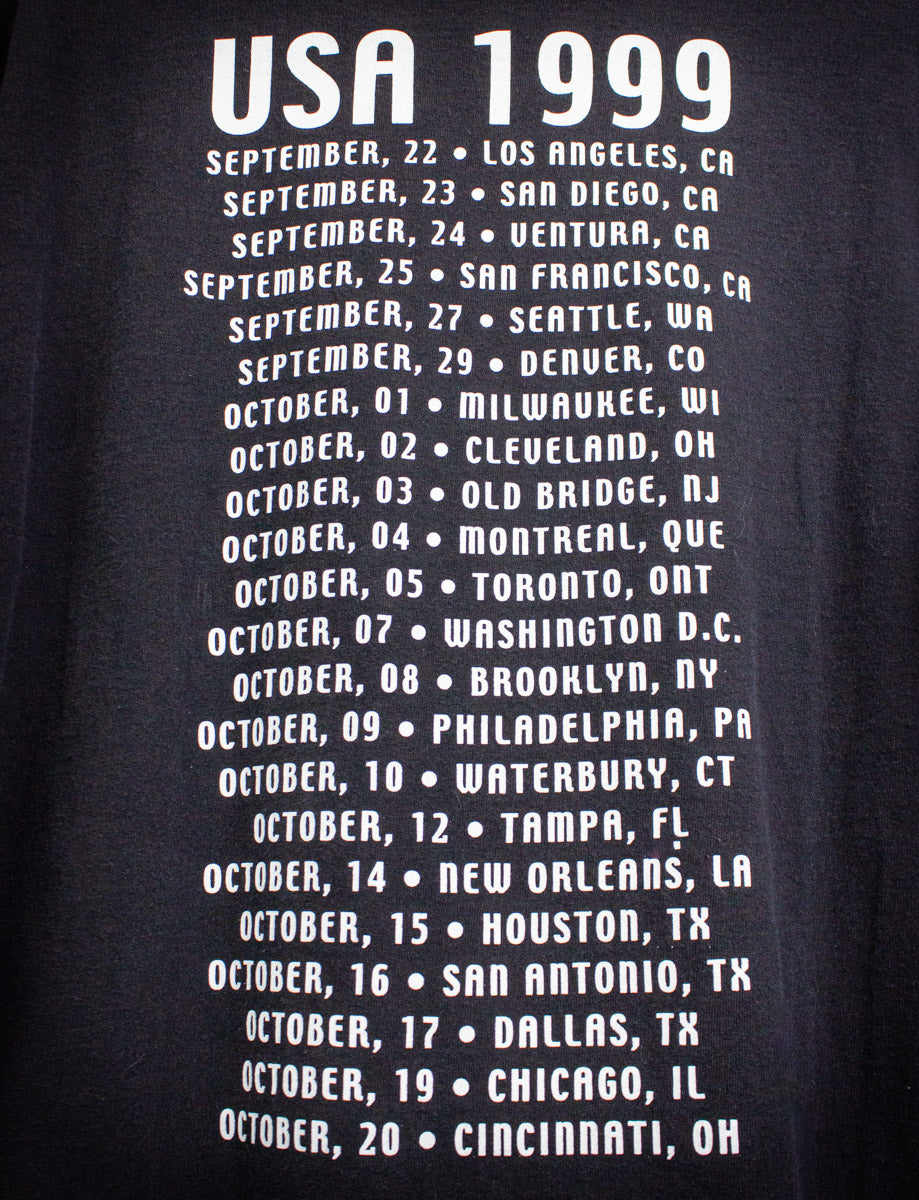 USA 1999
SEPTEMBER, 22 • LOS ANGELES, CA
SEPTEMBER, 23 • SAN DIEGO, CA
SEPTEMBER, 24 • VENTURA, CA
SEPTEMBER, 25 • SAN FRANCISCO, CA
SEPTEMBER, 27 • SEATTLE, WA
SEPTEMBER, 29 • DENVER, CO
OCTOBER, 01 • MILWAUKEE, WI
OCTOBER, 02 • CLEVELAND, OH
OCTOBER, 03 • OLD BRIDGE, NJ
OCTOBER, 04 • MONTREAL, QUE
OCTOBER, 05 • TORONTO, ONT
OCTOBER, 07 • WASHINGTON D.C.
OCTOBER, 08 • BROOKLYN, NY
OCTOBER, 09 • PHILADELPHIA, PA
OCTOBER, 10 • WATERBURY, CT
OCTOBER, 12 • TAMPA, FL
OCTOBER, 14 • NEW ORLEANS, LA
OCTOBER, 15 • HOUSTON, TX
OCTOBER, 16 • SAN ANTONIO, TX
OCTOBER, 17 • DALLAS, TX
OCTOBER, 19 • CHICAGO, IL
OCTOBER, 20 • CINCINNATI, OH